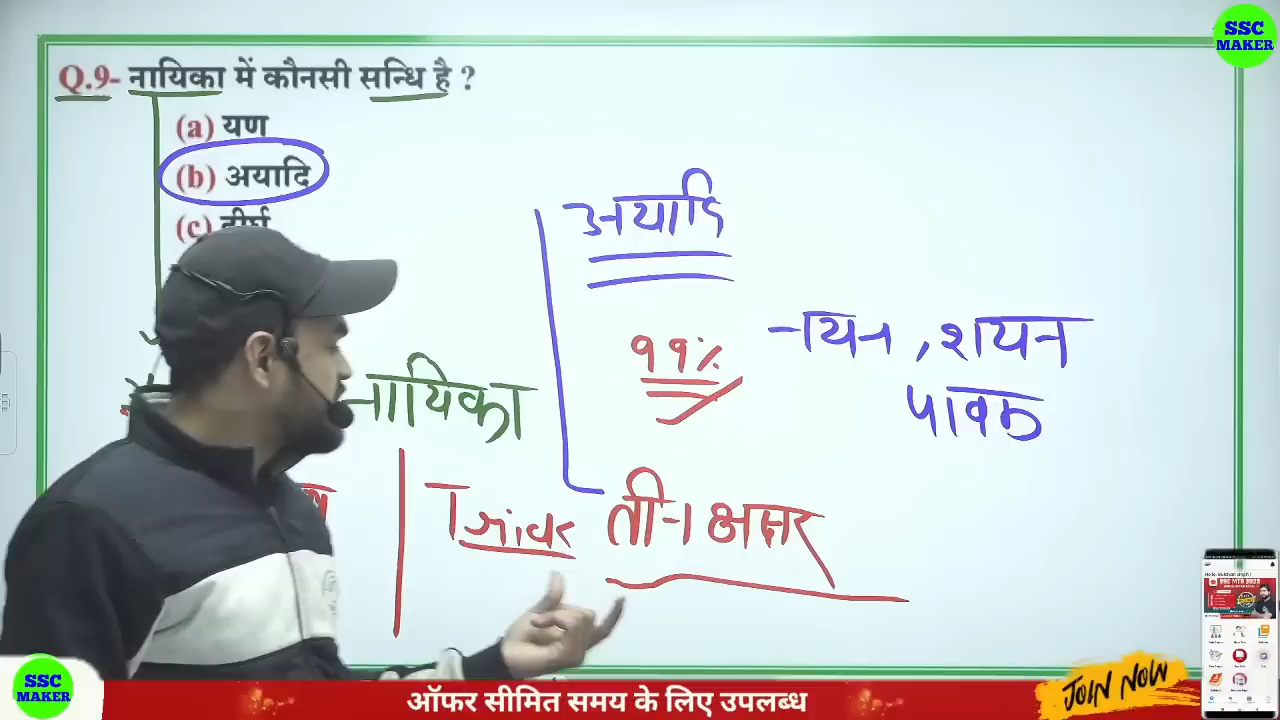 SSC
MAKER
Q.9- नायिका में कौनसी सन्धि है ?
(a) यण
(b) अयादि
(c) दीर्घ
अयादि
99%
नयन , शयन
पावक
नायिका
तीन अक्षर
SSC
MAKER
ऑफर सीमित समय के लिए उपलब्ध
JOIN NOW